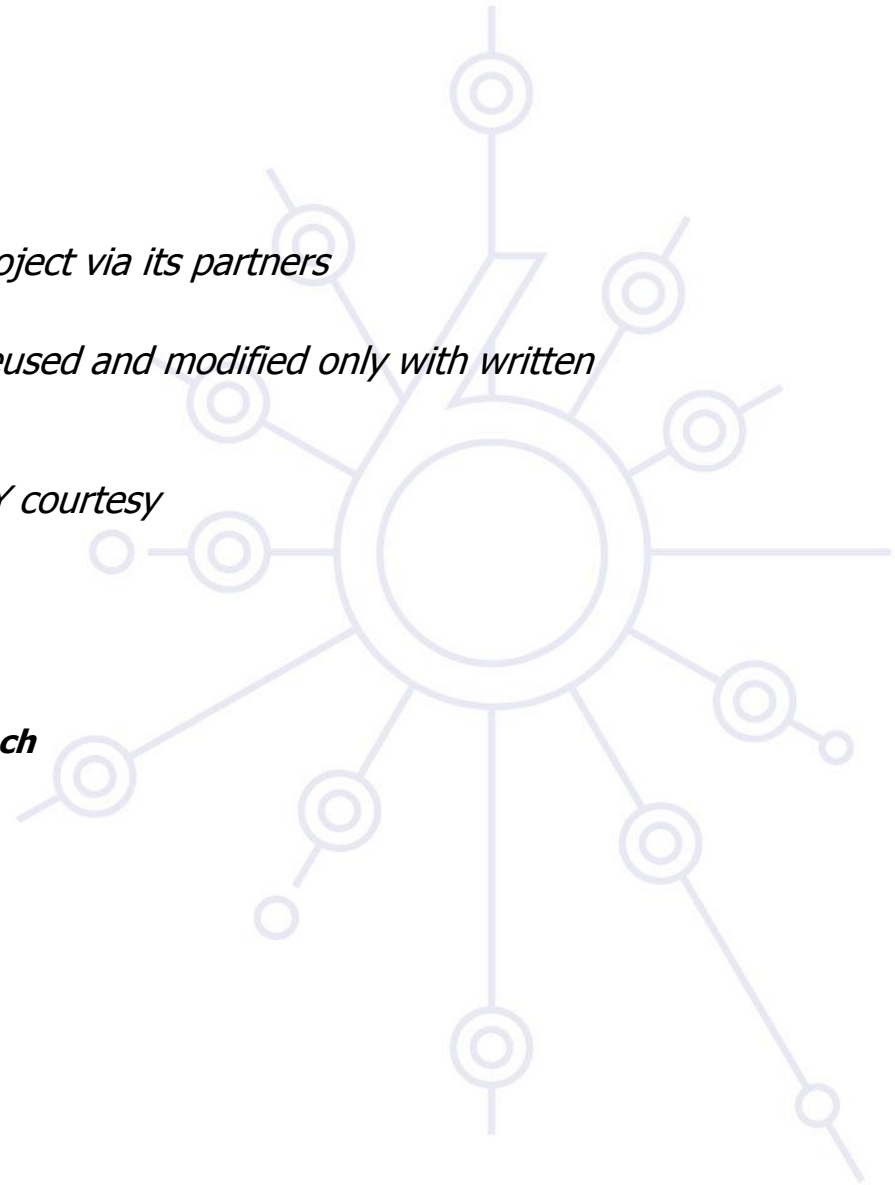 oject via its partners
eused and modified only with written
Y courtesy
ch